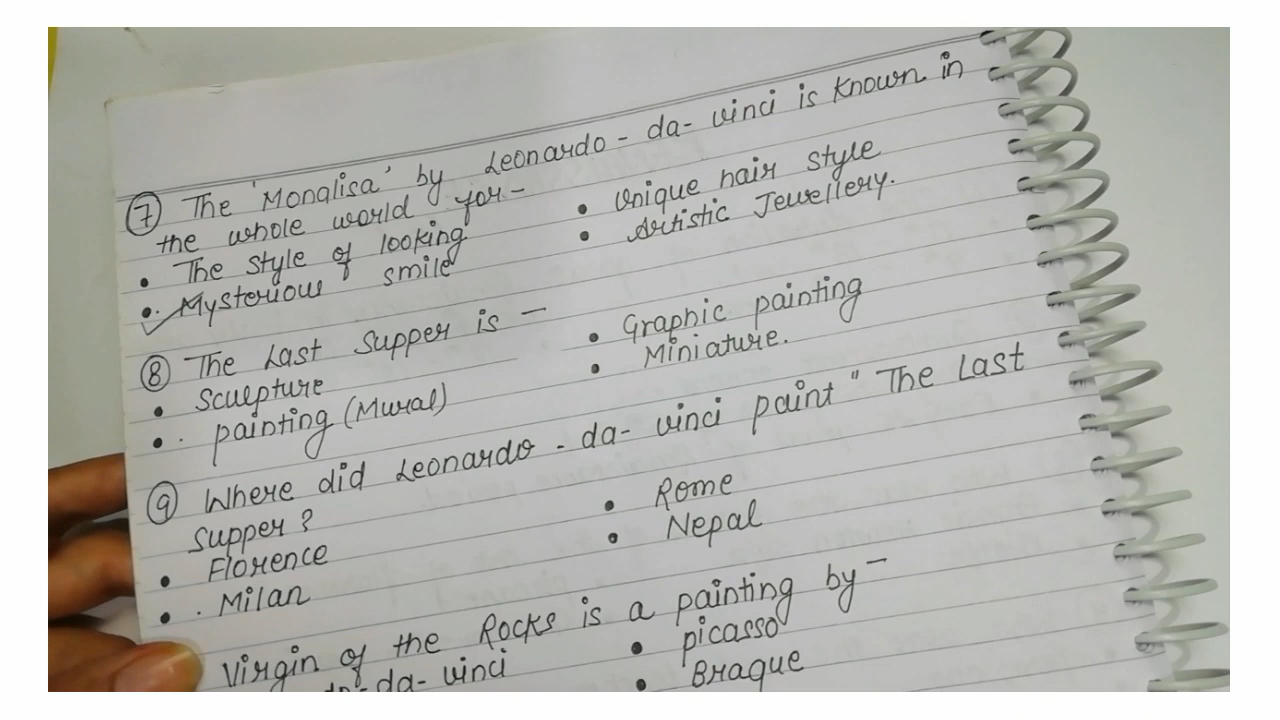 ⑦ The 'Monalisa' by Leonardo - da - vinci is known in
the whole world for -
• The style of looking • Unique hair style
• Mysterious smile • Artistic Jewellery.
⑧ The Last Supper is -
• Sculpture • Graphic painting
• . painting (Mural) • Miniature.
⑨ Where did Leonardo - da - vinci paint " The Last
Supper ?
• Florence • Rome
• . Milan • Nepal
Virgin of the Rocks is a painting by -
-da- vinci • picasso
• Braque